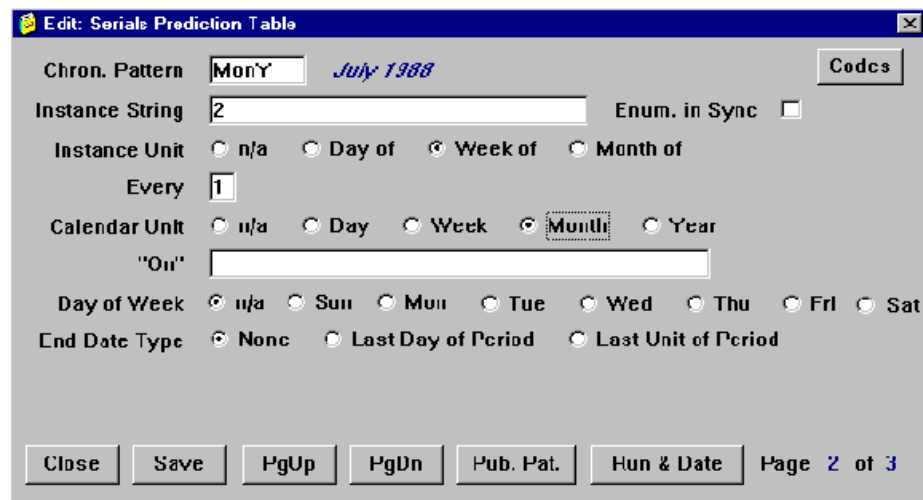 Edit: Serials Prediction Table
Chron. Pattern MonY July 1988 Codes
Instance String 2 Enum. in Sync
Instance Unit n/a Day of Week of Month of
Every 1
Calendar Unit n/a Day Week Month Year
"On"
Day of Week n/a Sun Mon Tue Wed Thu Fri Sat
End Date Type None Last Day of Period Last Unit of Period
Close Save PgUp PgDn Pub. Pat. Run & Date Page 2 of 3